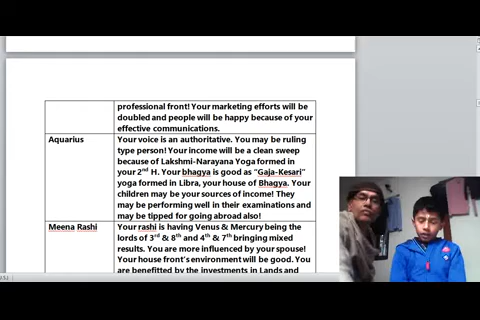 professional front! Your marketing efforts will be
doubled and people will be happy because of your
effective communications.
Aquarius
Your voice is an authoritative. You may be ruling
type person! Your income will be a clean sweep
because of Lakshmi-Narayana Yoga formed in
your 2nd H. Your bhagya is good as “Gaja-Kesari”
yoga formed in Libra, your house of Bhagya. Your
children may be your sources of income! They
may be performing well in their examinations and
may be tipped for going abroad also!
Meena Rashi
Your rashi is having Venus & Mercury being the
lords of 3rd & 8th and 4th & 7th bringing mixed
results. You are more influenced by your spouse!
Your house front’s environment will be good. You
are benefitted by the investments in Lands and